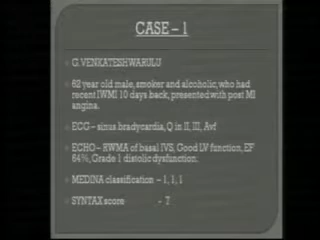 CASE – 1
G. VENKATESHWARULU
62 year old male, smoker and alcoholic, who had
recent IWMI 10 days back, presented with post MI
angina.
ECG – sinus bradycardia, Q in II, III, Avf
ECHO – RWMA of basal IVS, Good LV function, EF
64%, Grade 1 distolic dysfunction.
MEDINA classification – 1, 1, 1
SYNTAX score - 7